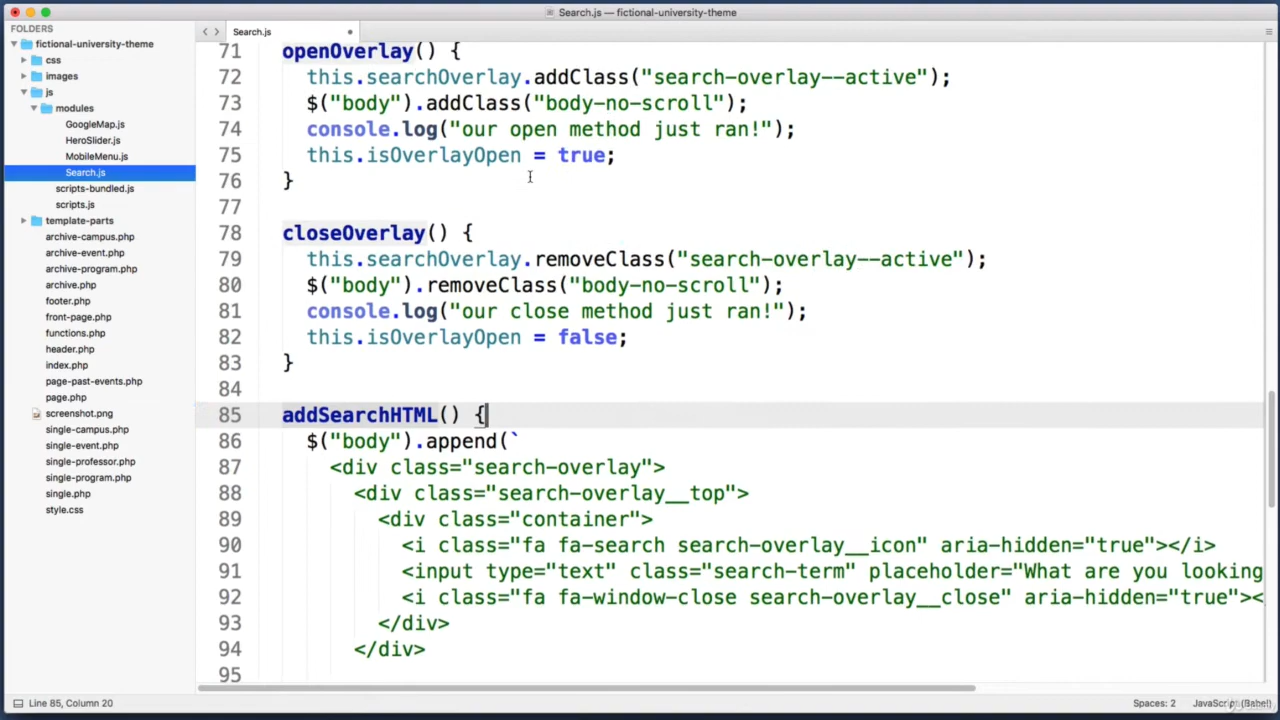 Search.js — fictional-university-theme
FOLDERS
fictional-university-theme
css
images
js
modules
GoogleMap.js
HeroSlider.js
MobileMenu.js
Search.js
scripts-bundled.js
scripts.js
template-parts
archive-campus.php
archive-event.php
archive-program.php
archive.php
footer.php
front-page.php
functions.php
header.php
index.php
page-past-events.php
page.php
screenshot.png
single-campus.php
single-event.php
single-professor.php
single-program.php
single.php
style.css
Search.js
71 openOverlay() {
72 this.searchOverlay.addClass("search-overlay--active");
73 $("body").addClass("body-no-scroll");
74 console.log("our open method just ran!");
75 this.isOverlayOpen = true;
76 }
77
78 closeOverlay() {
79 this.searchOverlay.removeClass("search-overlay--active");
80 $("body").removeClass("body-no-scroll");
81 console.log("our close method just ran!");
82 this.isOverlayOpen = false;
83 }
84
85 addSearchHTML() {
86 $("body").append(`
87 <div class="search-overlay">
88 <div class="search-overlay__top">
89 <div class="container">
90 <i class="fa fa-search search-overlay__icon" aria-hidden="true"></i>
91 <input type="text" class="search-term" placeholder="What are you looking
92 <i class="fa fa-window-close search-overlay__close" aria-hidden="true"><
93 </div>
94 </div>
95
Line 85, Column 20
Spaces: 2
JavaScript (Babel)